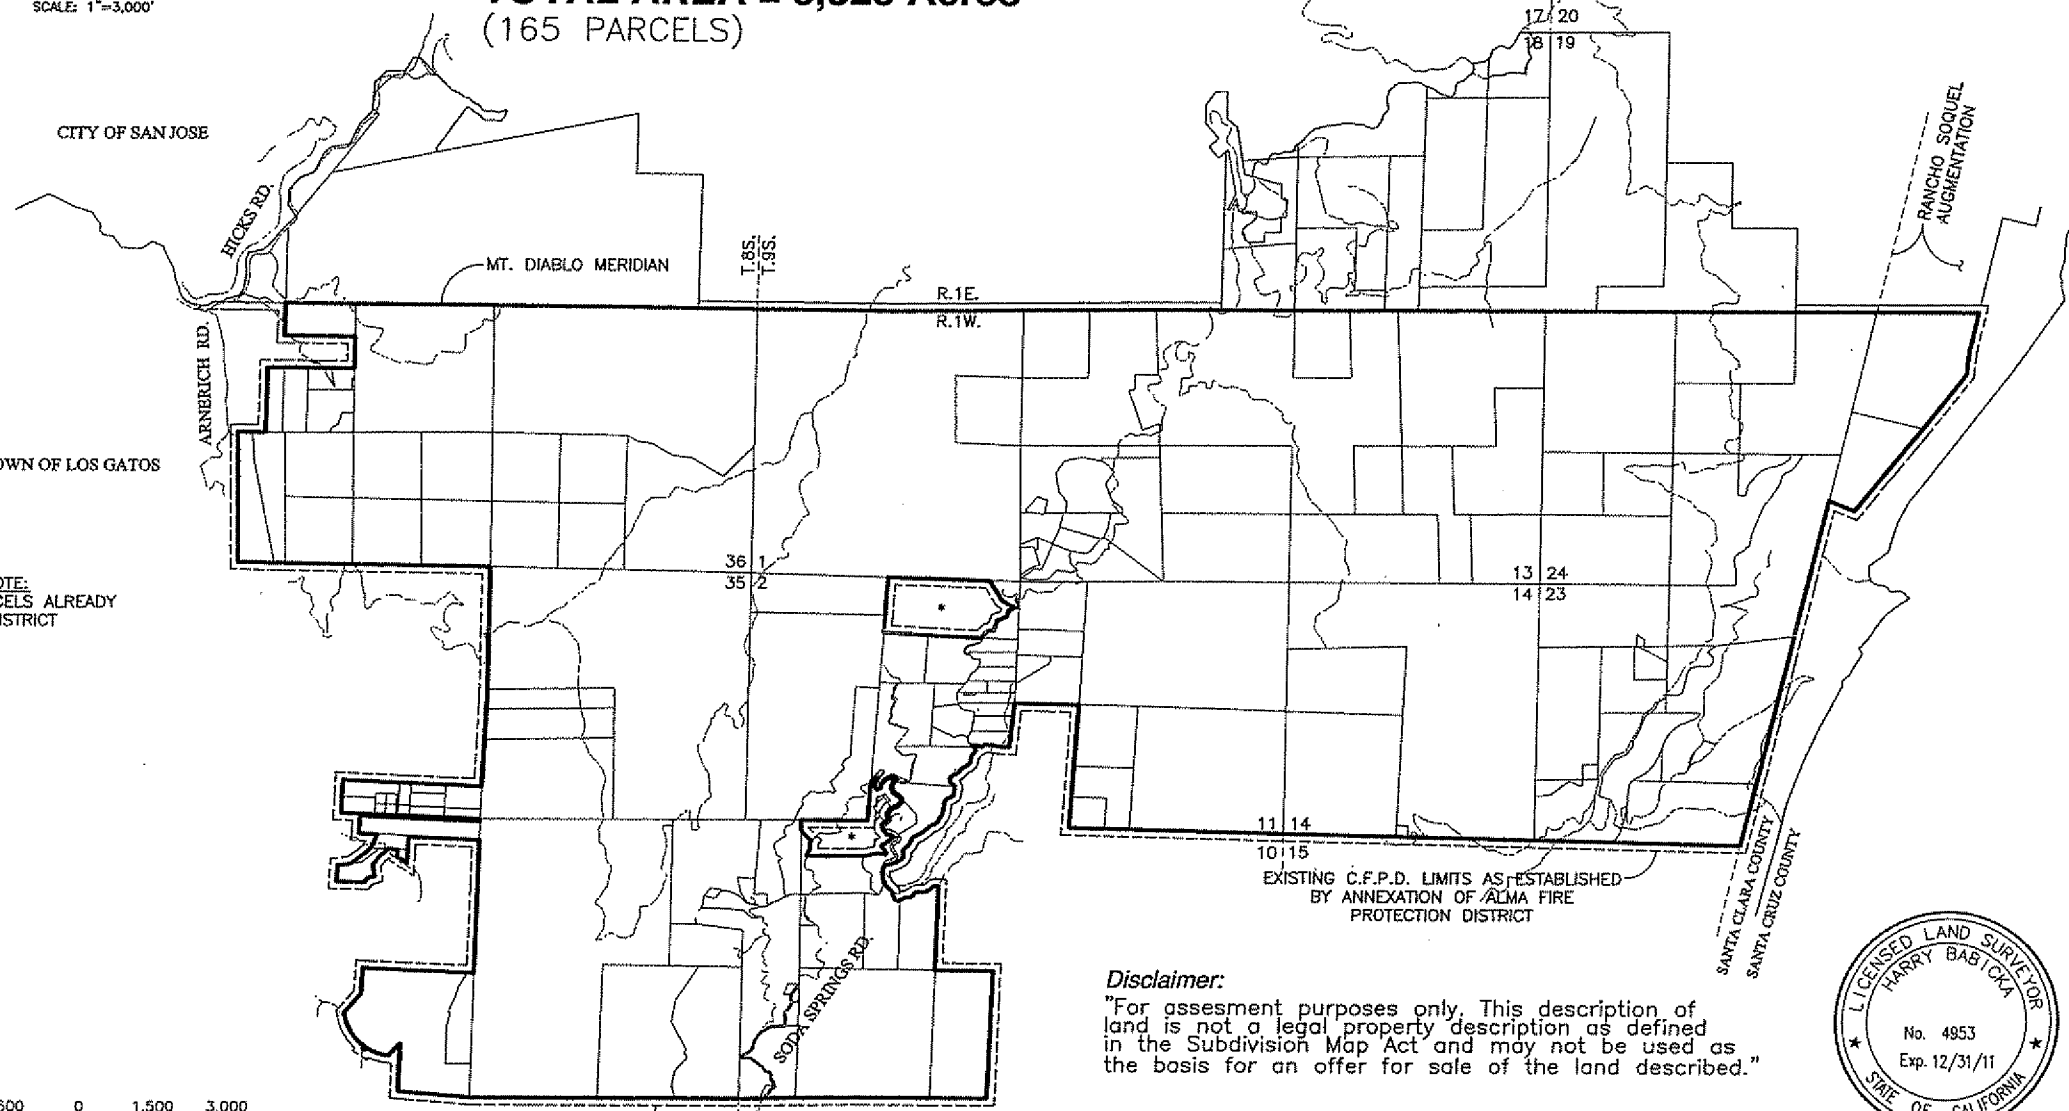 SCALE: 1"=3,000'
(165 PARCELS)
17 20
18 19
CITY OF SAN JOSE
HICKS RD.
RANCHO SOQUEL
AUGMENTATION
T.8S.
T.9S.
MT. DIABLO MERIDIAN
R.1E.
R.1W.
ARNERICH RD.
OWN OF LOS GATOS
36 1
35 2
13 24
14 23
OTE:
CELS ALREADY
ISTRICT
*
*
11 14
10 15
EXISTING C.F.P.D. LIMITS AS ESTABLISHED
BY ANNEXATION OF ALMA FIRE
PROTECTION DISTRICT
SANTA CLARA COUNTY
SANTA CRUZ COUNTY
SODA SPRINGS RD.
Disclaimer:
"For assesment purposes only. This description of
land is not a legal property description as defined
in the Subdivision Map Act and may not be used as
the basis for an offer for sale of the land described."
LICENSED LAND SURVEYOR
HARRY BABICKA
No. 4953
Exp. 12/31/11
STATE OF CALIFORNIA
0 1,500 3,000